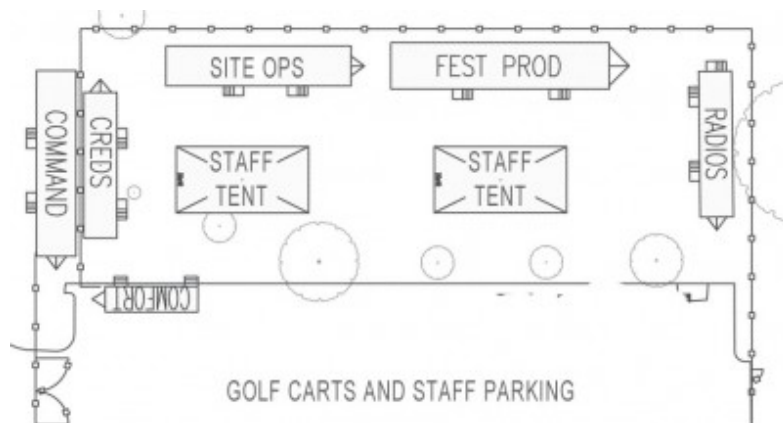 SITE OPS
FEST PROD
COMMAND
CREDS
RADIOS
STAFF
TENT
STAFF
TENT
COMFORT
GOLF CARTS AND STAFF PARKING